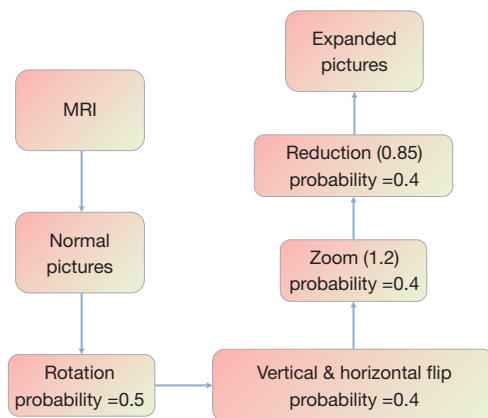 MRI
Normal
pictures
Rotation
probability =0.5
Vertical & horizontal flip
probability =0.4
Zoom (1.2)
probability =0.4
Reduction (0.85)
probability =0.4
Expanded
pictures